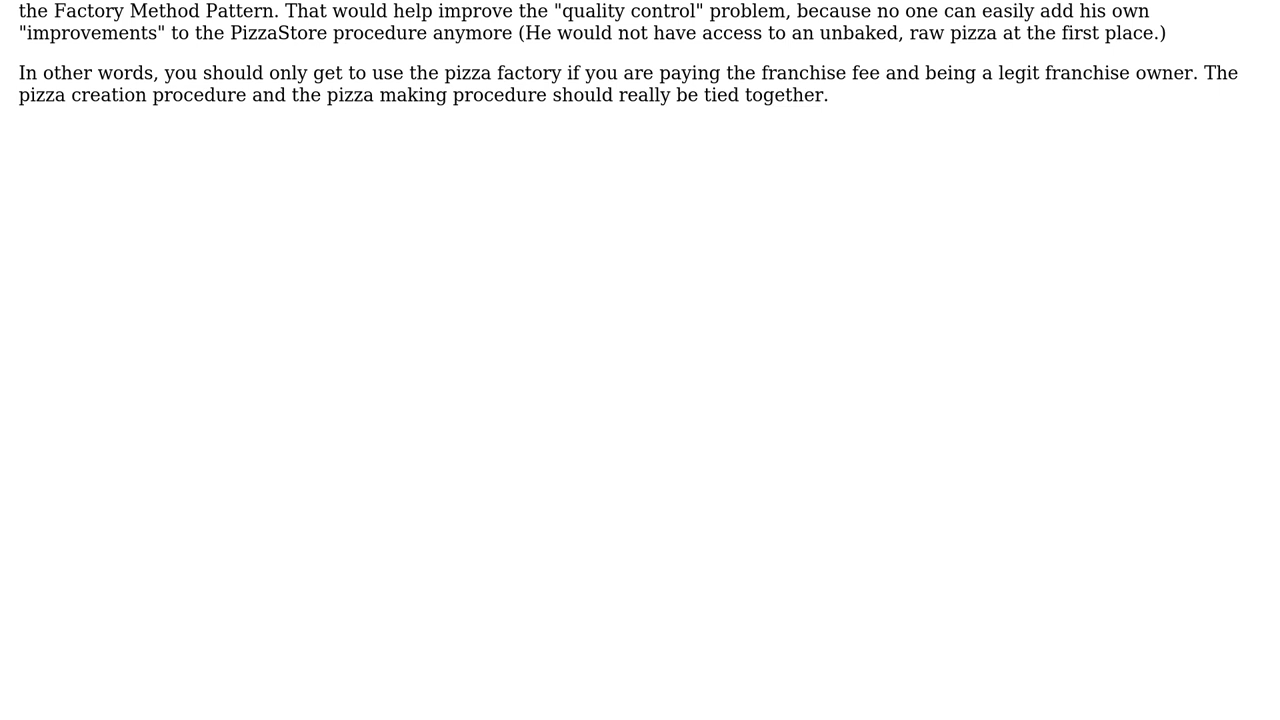 the Factory Method Pattern. That would help improve the "quality control" problem, because no one can easily add his own
"improvements" to the PizzaStore procedure anymore (He would not have access to an unbaked, raw pizza at the first place.)
In other words, you should only get to use the pizza factory if you are paying the franchise fee and being a legit franchise owner. The
pizza creation procedure and the pizza making procedure should really be tied together.